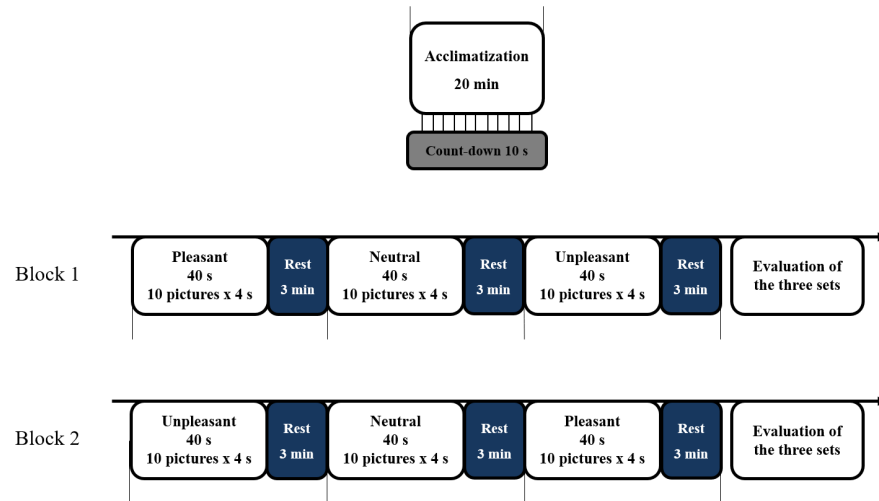 Acclimatization
20 min
Count-down 10 s
Block 1
Pleasant
40 s
10 pictures x 4 s
Rest
3 min
Neutral
40 s
10 pictures x 4 s
Rest
3 min
Unpleasant
40 s
10 pictures x 4 s
Rest
3 min
Evaluation of
the three sets
Block 2
Unpleasant
40 s
10 pictures x 4 s
Rest
3 min
Neutral
40 s
10 pictures x 4 s
Rest
3 min
Pleasant
40 s
10 pictures x 4 s
Rest
3 min
Evaluation of
the three sets